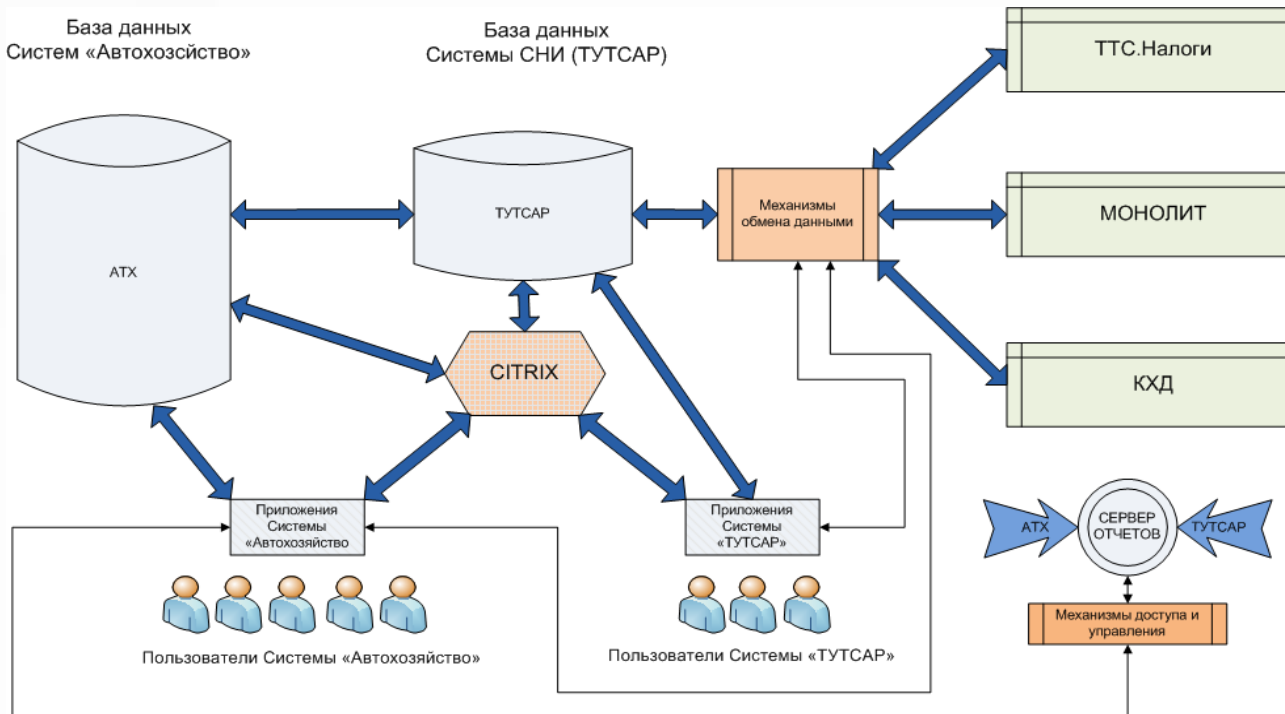 База данных
Систем «Автохозсйство»
База данных
Системы СНИ (ТУТСАР)
ТТС.Налоги
АТХ
ТУТСАР
Механизмы
обмена данными
МОНОЛИТ
CITRIX
КХД
Приложения
Системы
«Автохозяйство
Приложения
Системы
«ТУТСАР»
АТХ
СЕРВЕР
ОТЧЕТОВ
ТУТСАР
Механизмы доступа и
управления
Пользователи Системы «Автохозяйство»
Пользователи Системы «ТУТСАР»